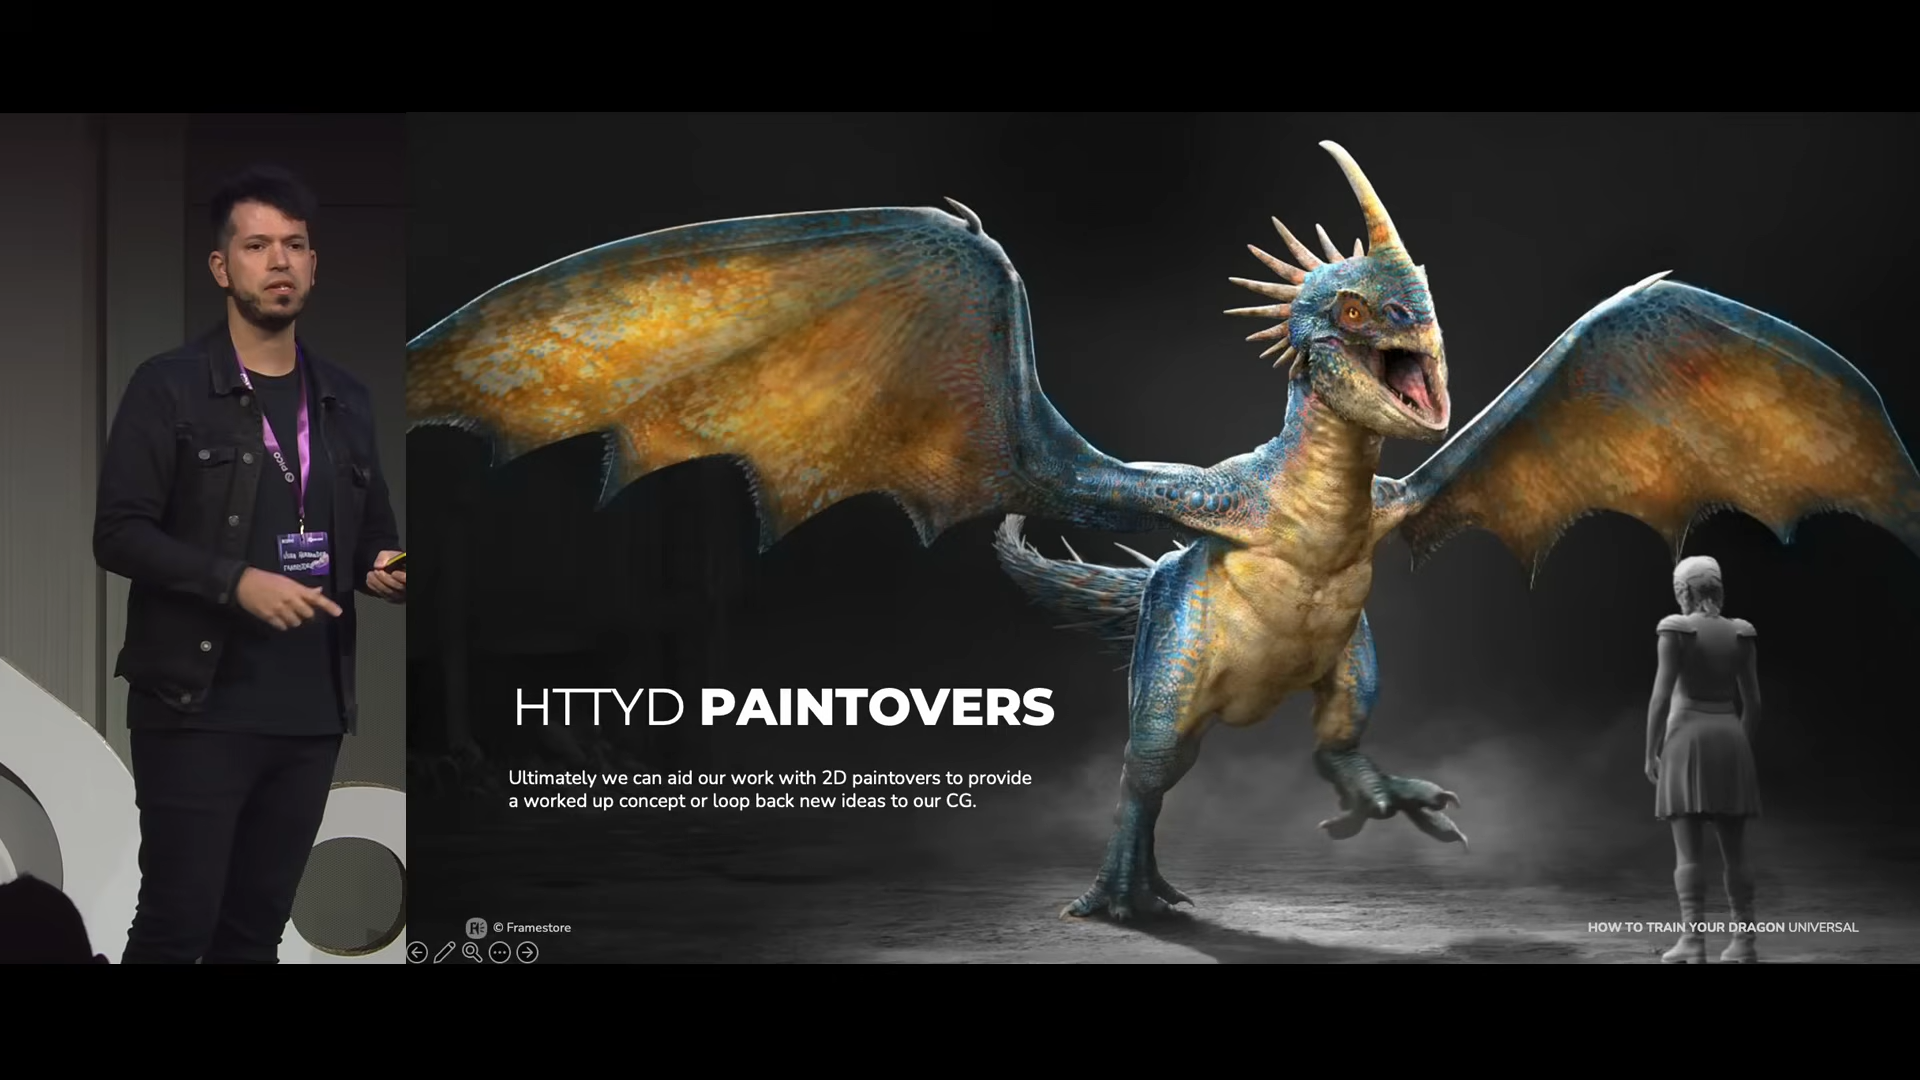 PICO
HTTYD PAINTOVERS
Ultimately we can aid our work with 2D paintovers to provide
a worked up concept or loop back new ideas to our CG.
© Framestore
HOW TO TRAIN YOUR DRAGON UNIVERSAL